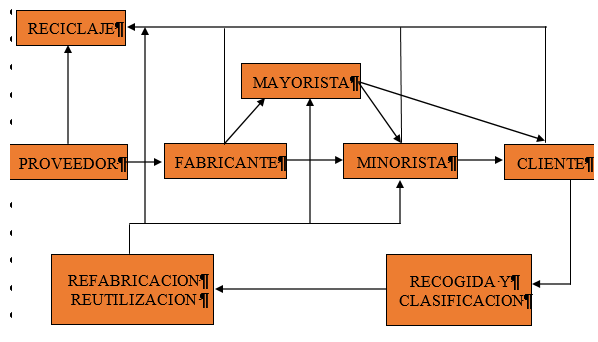 RECICLAJE¶
MAYORISTA¶
PROVEEDOR¶
FABRICANTE¶
MINORISTA¶
CLIENTE¶
REFABRICACION¶
REUTILIZACION¶
RECOGIDA·Y¶
CLASIFICACION¶